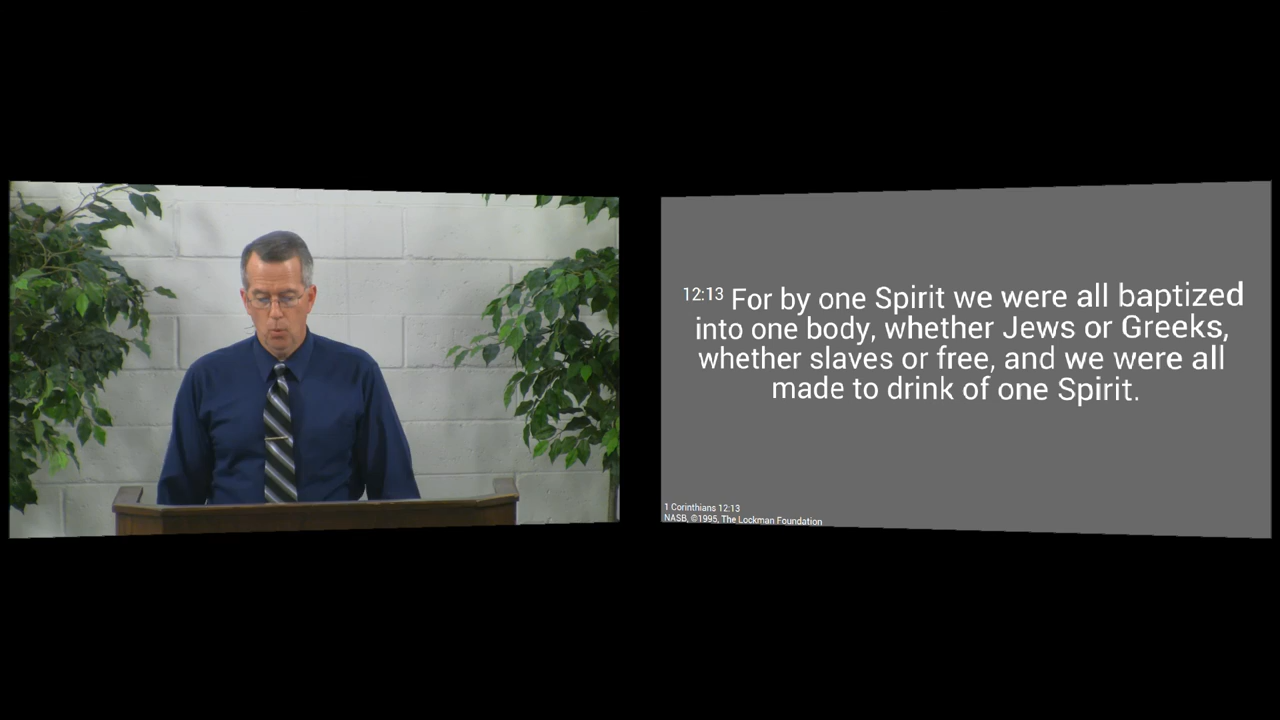 12:13 For by one Spirit we were all baptized
into one body, whether Jews or Greeks,
whether slaves or free, and we were all
made to drink of one Spirit.
1 Corinthians 12:13
NASB, ©1995, The Lockman Foundation